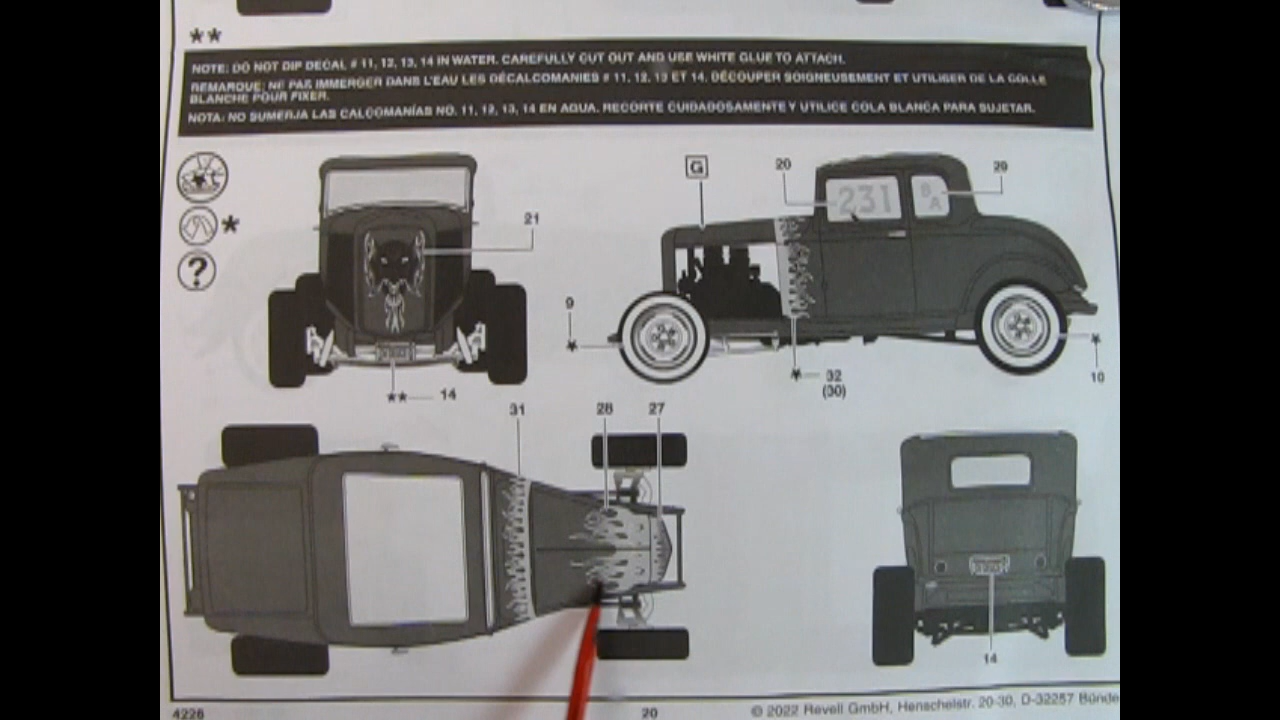 **
NOTE: DO NOT DIP DECAL # 11, 12, 13, 14 IN WATER. CAREFULLY CUT OUT AND USE WHITE GLUE TO ATTACH.
REMARQUE: NE PAS IMMERGER DANS L'EAU LES DÉCALCOMANIES # 11, 12, 13 ET 14. DÉCOUPER SOIGNEUSEMENT ET UTILISER DE LA COLLE
BLANCHE POUR FIXER.
NOTA: NO SUMERJA LAS CALCOMANÍAS NO. 11, 12, 13, 14 EN AGUA. RECORTE CUIDADOSAMENTE Y UTILICE COLA BLANCA PARA SUJETAR.
G
20
29
231
B/A
*
?
21
9
*
*
10
* 32
(30)
** 14
31
28
27
14
4226
20
© 2022 Revell GmbH, Henschelstr. 20-30, D-32257 Bünde